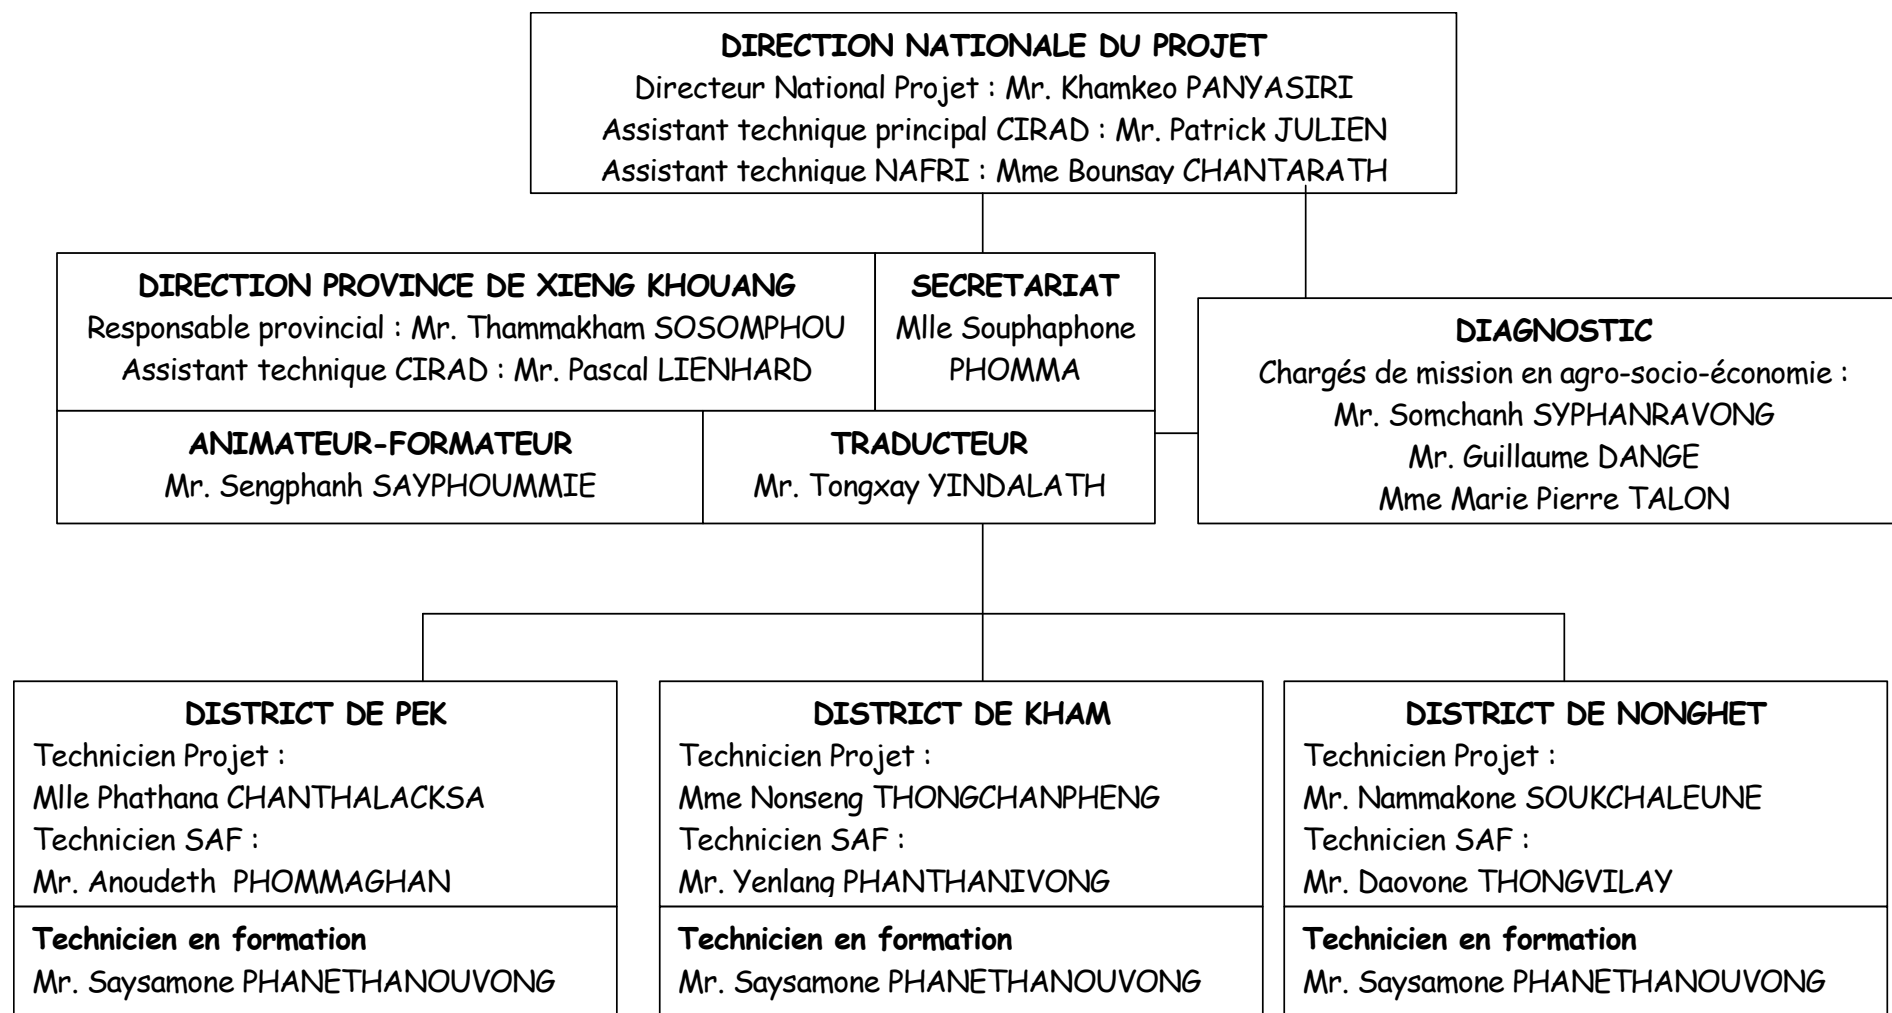 DIRECTION NATIONALE DU PROJET
Directeur National Projet : Mr. Khamkeo PANYASIRI
Assistant technique principal CIRAD : Mr. Patrick JULIEN
Assistant technique NAFRI : Mme Bounsay CHANTARATH
DIRECTION PROVINCE DE XIENG KHOUANG
Responsable provincial : Mr. Thammakham SOSOMPHOU
Assistant technique CIRAD : Mr. Pascal LIENHARD
SECRETARIAT
Mlle Souphaphone
PHOMMA
ANIMATEUR-FORMATEUR
Mr. Sengphanh SAYPHOUMMIE
TRADUCTEUR
Mr. Tongxay YINDALATH
DIAGNOSTIC
Chargés de mission en agro-socio-économie :
Mr. Somchanh SYPHANRAVONG
Mr. Guillaume DANGE
Mme Marie Pierre TALON
DISTRICT DE PEK
Technicien Projet :
Mlle Phathana CHANTHALACKSA
Technicien SAF :
Mr. Anoudeth PHOMMAGHAN
Technicien en formation
Mr. Saysamone PHANETHANOUVONG
DISTRICT DE KHAM
Technicien Projet :
Mme Nonseng THONGCHANPHENG
Technicien SAF :
Mr. Yenlang PHANTHANIVONG
Technicien en formation
Mr. Saysamone PHANETHANOUVONG
DISTRICT DE NONGHET
Technicien Projet :
Mr. Nammakone SOUKCHALEUNE
Technicien SAF :
Mr. Daovone THONGVILAY
Technicien en formation
Mr. Saysamone PHANETHANOUVONG